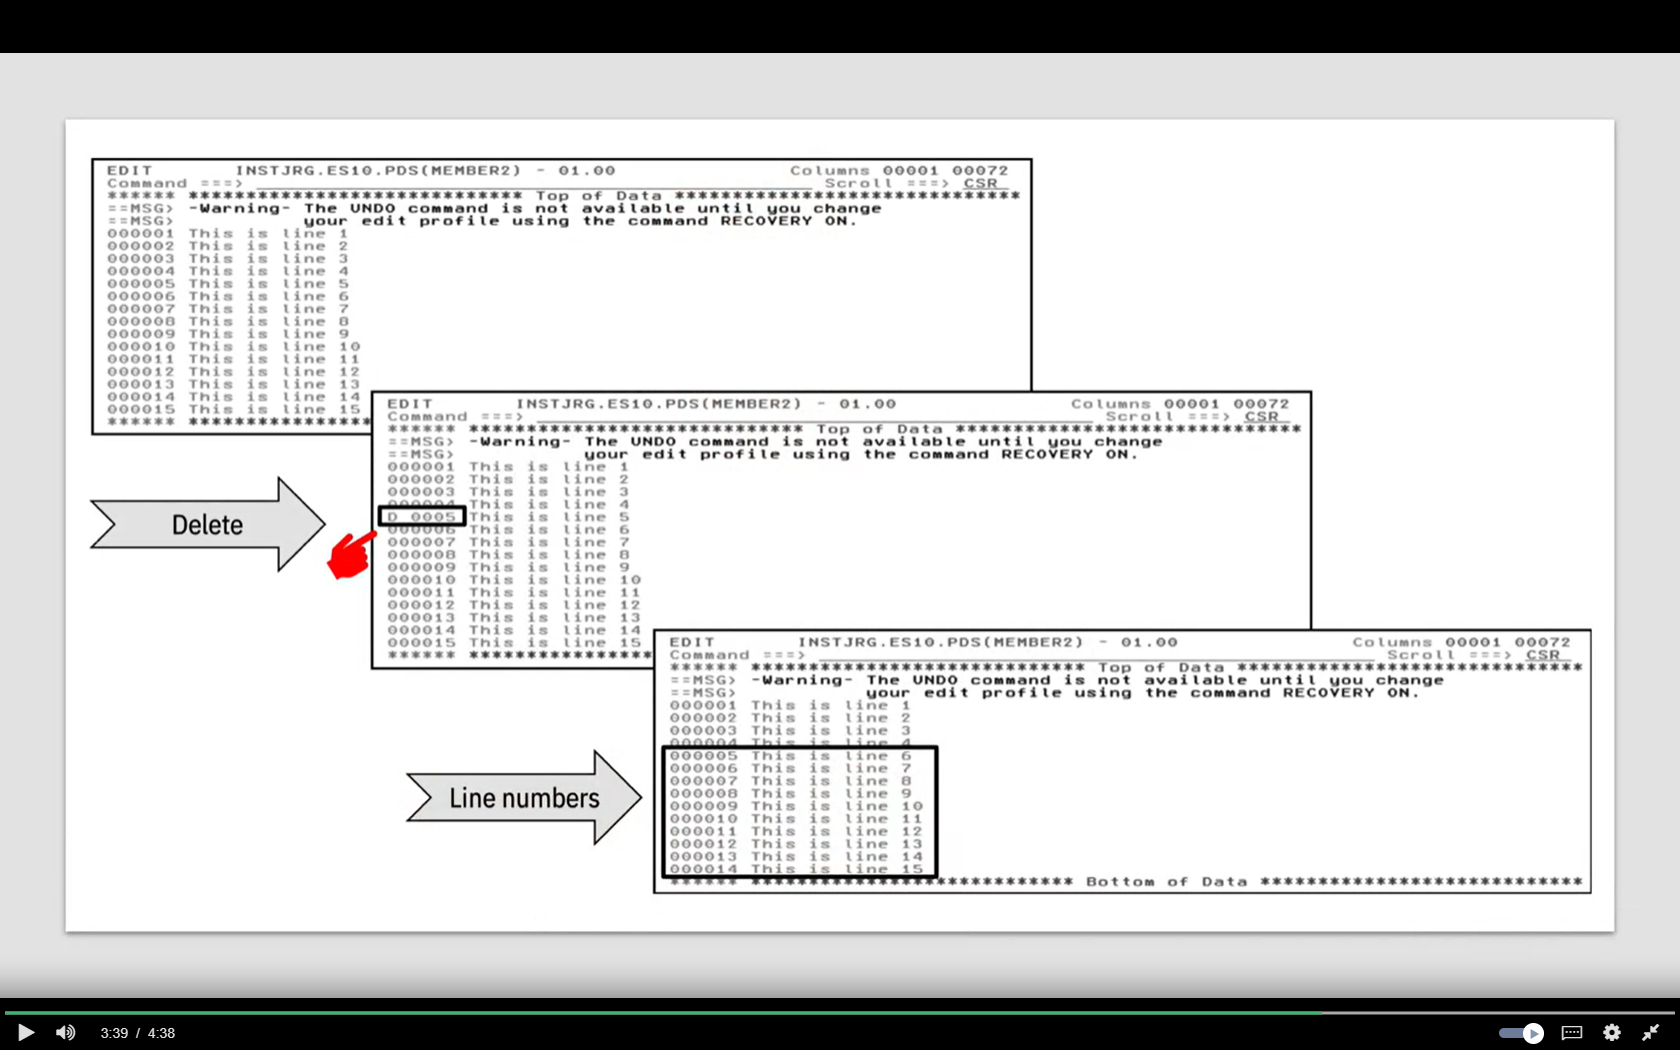 EDIT INSTJRG.ES10.PDS(MEMBER2) - 01.00 Columns 00001 00072
Command ===> Scroll ===> CSR
****** ***************************** Top of Data ******************************
==MSG> -Warning- The UNDO command is not available until you change
==MSG> your edit profile using the command RECOVERY ON.
000001 This is line 1
000002 This is line 2
000003 This is line 3
000004 This is line 4
000005 This is line 5
000006 This is line 6
000007 This is line 7
000008 This is line 8
000009 This is line 9
000010 This is line 10
000011 This is line 11
000012 This is line 12
000013 This is line 13
000014 This is line 14
000015 This is line 15
****** ****************
Delete
EDIT INSTJRG.ES10.PDS(MEMBER2) - 01.00 Columns 00001 00072
Command ===> Scroll ===> CSR
****** ***************************** Top of Data ******************************
==MSG> -Warning- The UNDO command is not available until you change
==MSG> your edit profile using the command RECOVERY ON.
000001 This is line 1
000002 This is line 2
000003 This is line 3
000004 This is line 4
D 0005 This is line 5
000006 This is line 6
000007 This is line 7
000008 This is line 8
000009 This is line 9
000010 This is line 10
000011 This is line 11
000012 This is line 12
000013 This is line 13
000014 This is line 14
000015 This is line 15
****** ****************
Line numbers
EDIT INSTJRG.ES10.PDS(MEMBER2) - 01.00 Columns 00001 00072
Command ===> Scroll ===> CSR
****** ***************************** Top of Data ******************************
==MSG> -Warning- The UNDO command is not available until you change
==MSG> your edit profile using the command RECOVERY ON.
000001 This is line 1
000002 This is line 2
000003 This is line 3
000004 This is line 4
000005 This is line 6
000006 This is line 7
000007 This is line 8
000008 This is line 9
000009 This is line 10
000010 This is line 11
000011 This is line 12
000012 This is line 13
000013 This is line 14
000014 This is line 15
****** **************************** Bottom of Data ****************************
3:39 / 4:38